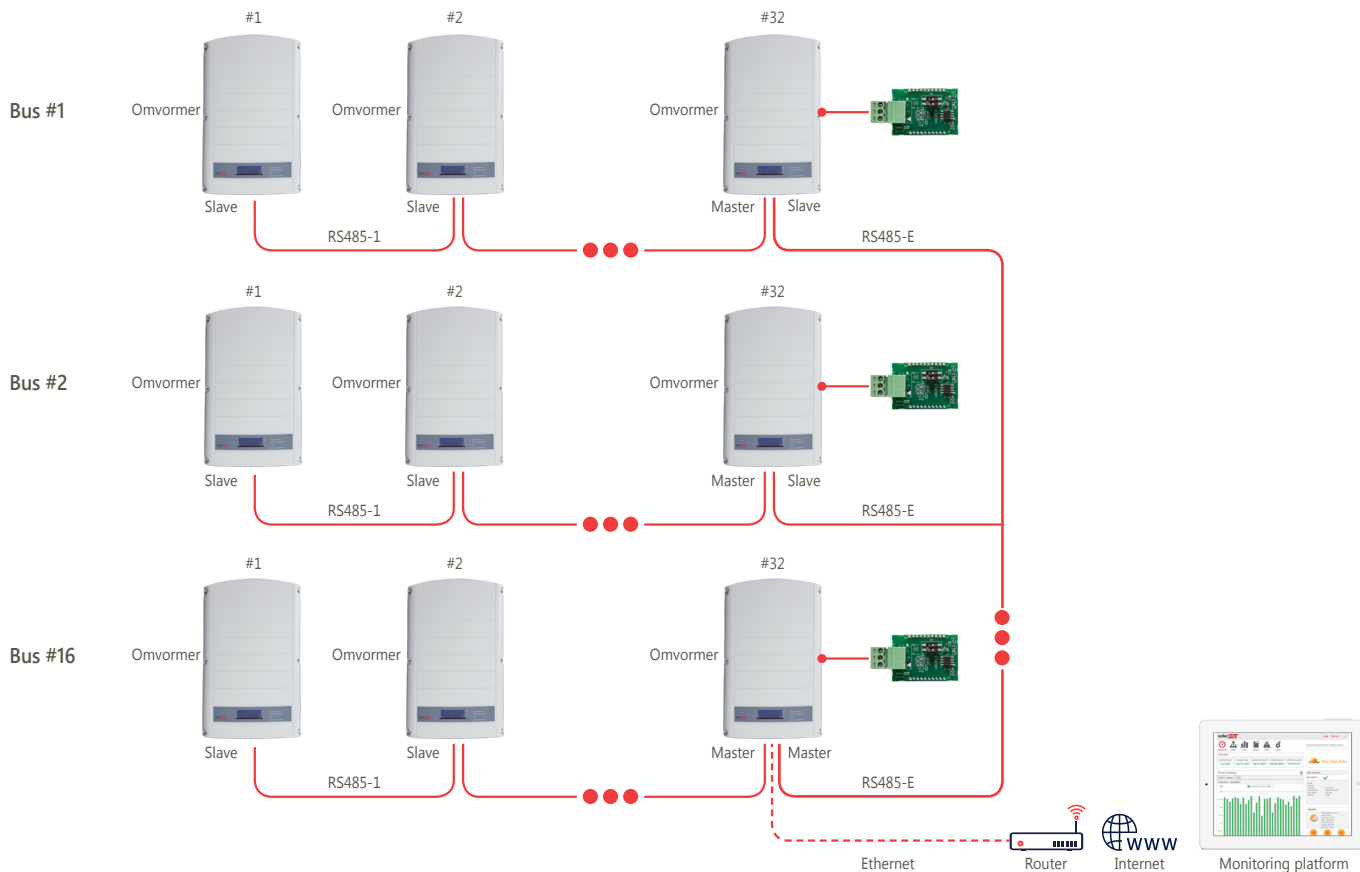 #1 #2 #32
Bus #1 Omvormer Omvormer Omvormer
Slave Slave Master Slave
RS485-1 RS485-E
#1 #2 #32
Bus #2 Omvormer Omvormer Omvormer
Slave Slave Master Slave
RS485-1 RS485-E
#1 #2 #32
Bus #16 Omvormer Omvormer Omvormer
Slave Slave Master Master
RS485-1 RS485-E
WWW
Ethernet Router Internet Monitoring platform